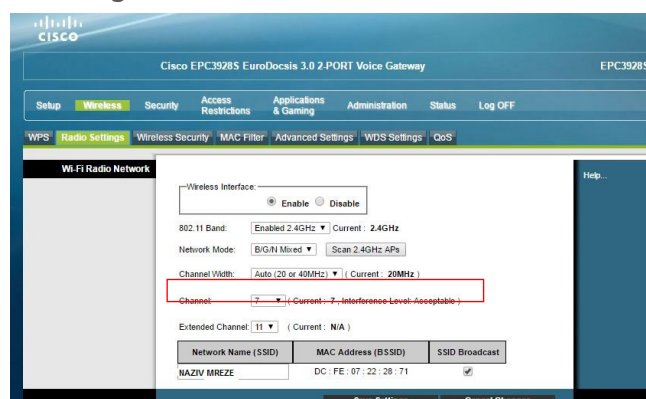 CISCO
Cisco EPC3928S EuroDocsis 3.0 2-PORT Voice Gateway EPC3928S
Setup Wireless Security Access Restrictions Applications & Gaming Administration Status Log OFF
WPS Radio Settings Wireless Security MAC Filter Advanced Settings WDS Settings QoS
Wi-Fi Radio Network
Help...
Wireless Interface:
Enable Disable
802.11 Band: Enabled 2.4GHz Current : 2.4GHz
Network Mode: B/G/N Mixed Scan 2.4GHz APs
Channel Width: Auto (20 or 40MHz) ( Current : 20MHz )
Channel: 7 ( Current : 7 , Interference Level: Acceptable )
Extended Channel: 11 ( Current : N/A )
Network Name (SSID) MAC Address (BSSID) SSID Broadcast
NAZIV MREZE DC : FE : 07 : 22 : 28 : 71